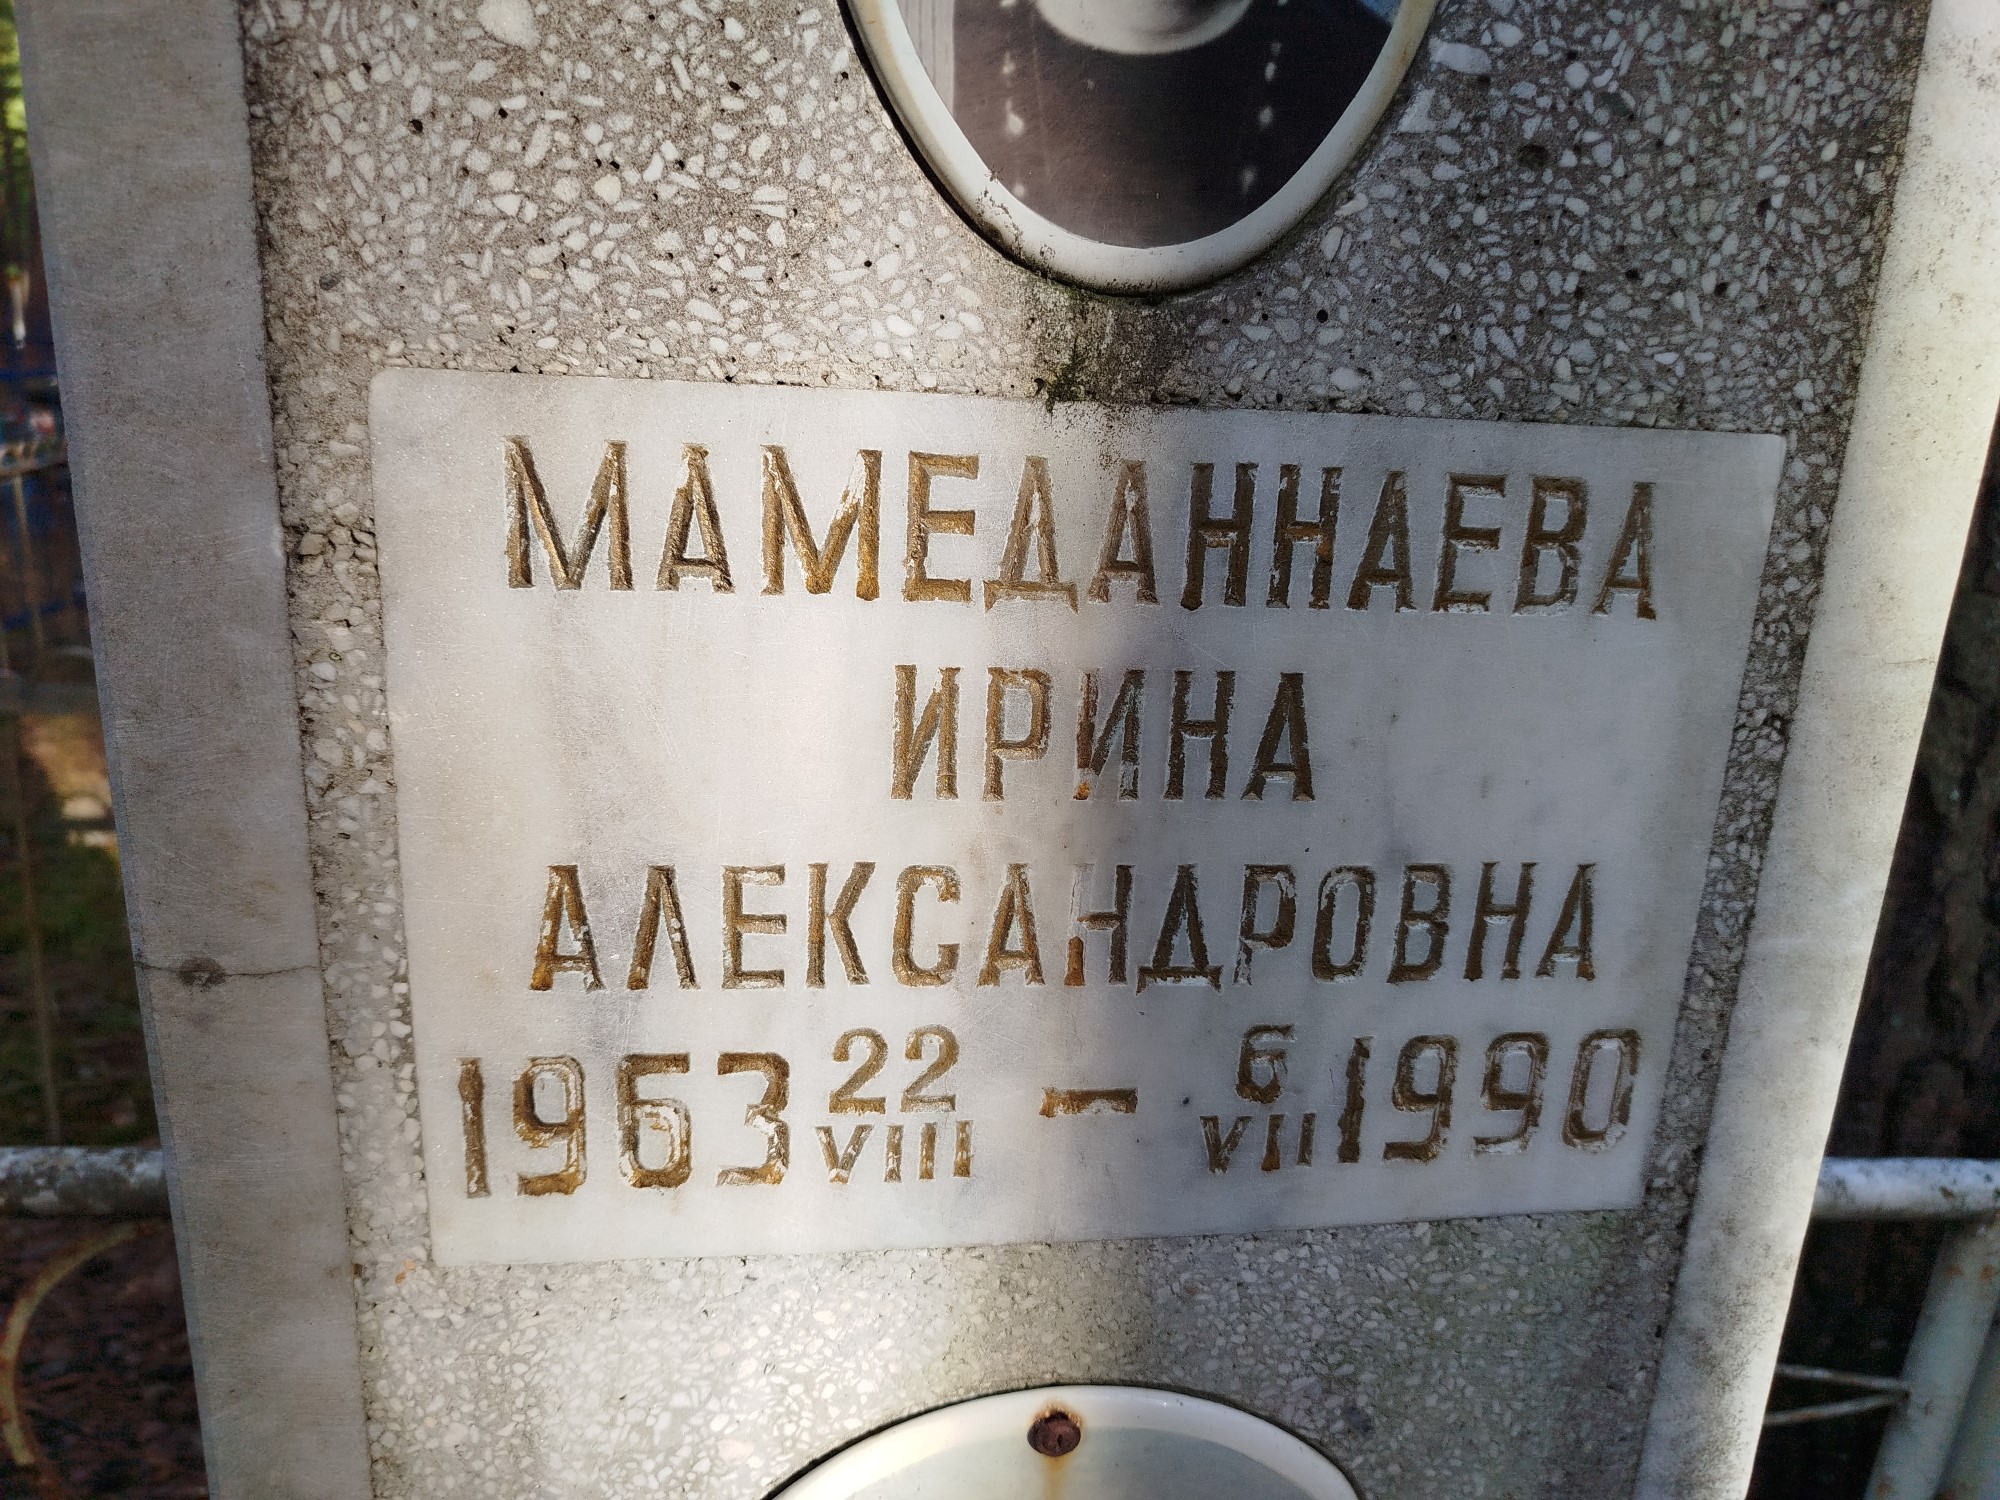 МАМЕДАННАЕВА
ИРИНА
АЛЕКСАНДРОВНА
1963 22 VIII – 6 VII 1990